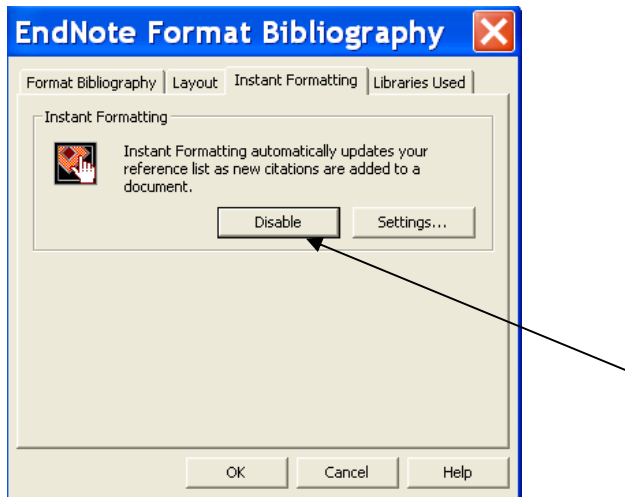 EndNote Format Bibliography
Format Bibliography Layout Instant Formatting Libraries Used
Instant Formatting
Instant Formatting automatically updates your
reference list as new citations are added to a
document.
Disable Settings...
OK Cancel Help